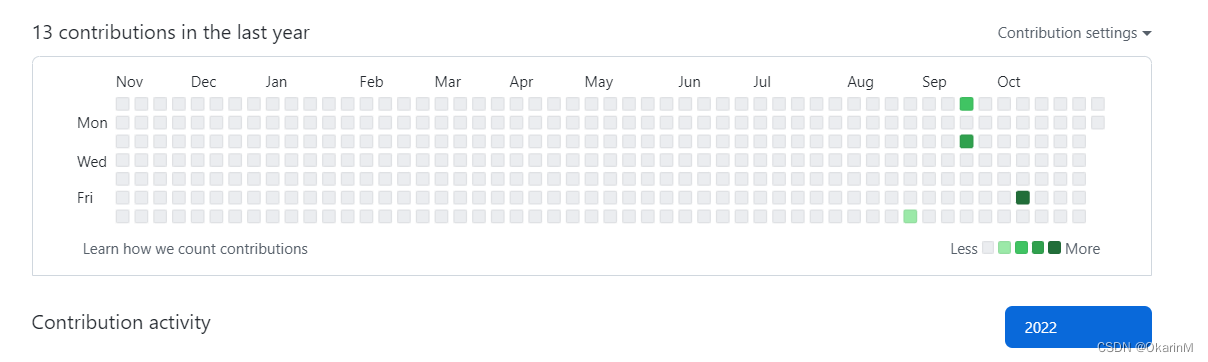 13 contributions in the last year
Contribution settings
Nov Dec Jan Feb Mar Apr May Jun Jul Aug Sep Oct
Mon
Wed
Fri
Learn how we count contributions
Less More
Contribution activity
2022
CSDN @OkarinM